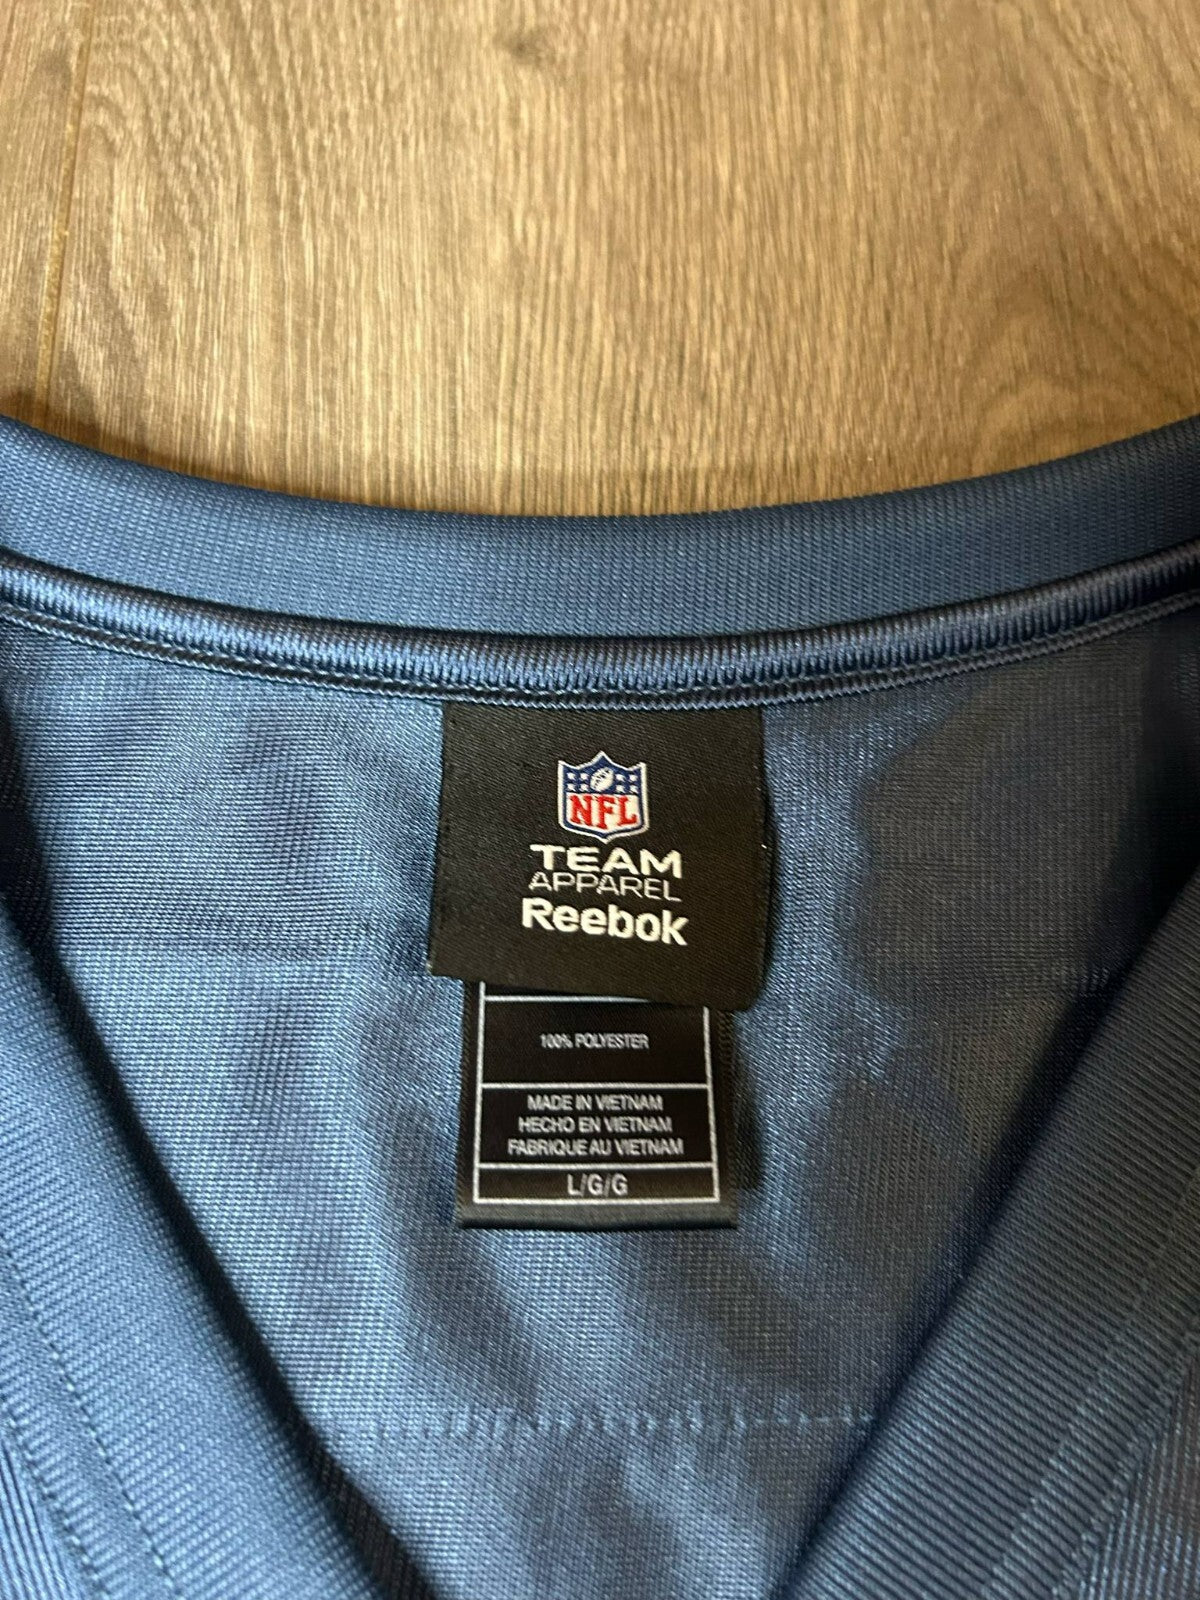 NFL
TEAM
APPAREL
Reebok
100% POLYESTER
MADE IN VIETNAM
HECHO EN VIETNAM
FABRIQUE AU VIETNAM
L/G/G